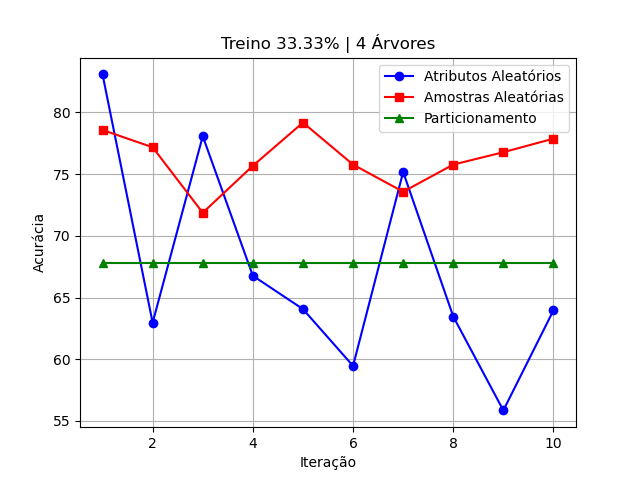 Treino 33.33% | 4 Árvores
Atributos Aleatórios
Amostras Aleatórias
Particionamento
Acurácia
80
75
70
65
60
55
2 4 6 8 10
Iteração